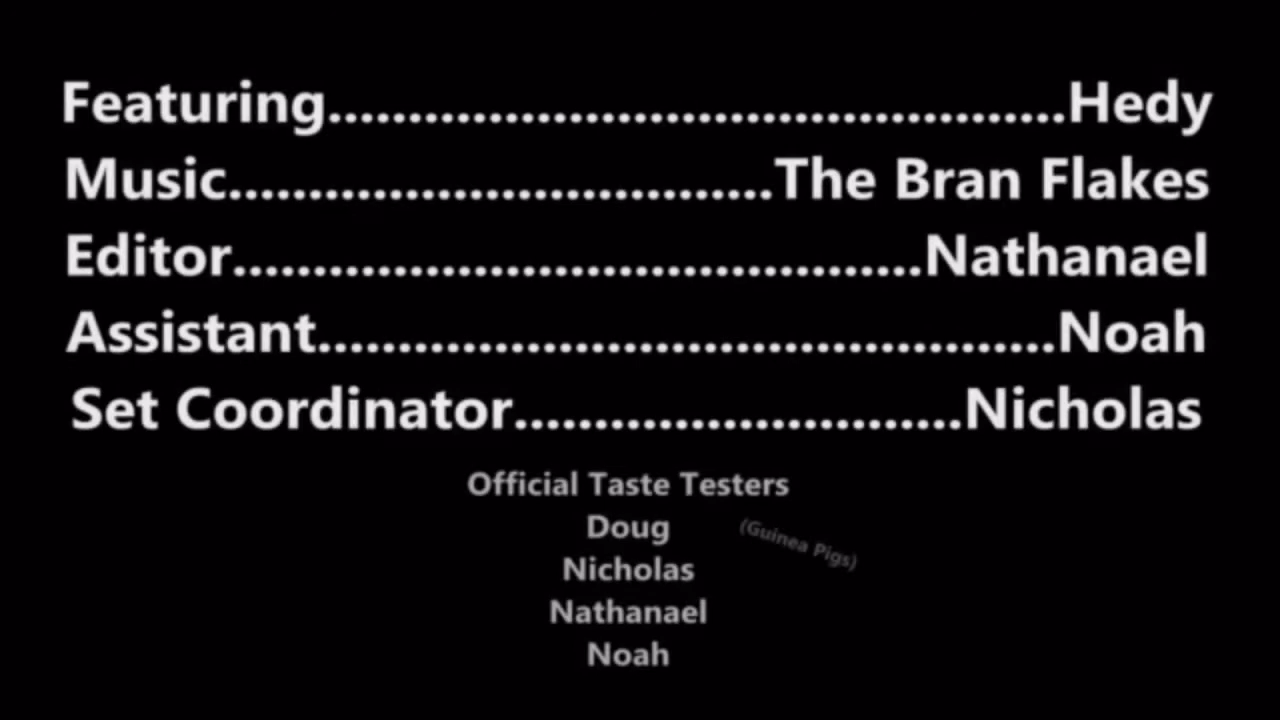 Featuring..............................................Hedy
Music..................................The Bran Flakes
Editor...........................................Nathanael
Assistant..............................................Noah
Set Coordinator............................Nicholas
Official Taste Testers
Doug
(Guinea Pigs)
Nicholas
Nathanael
Noah